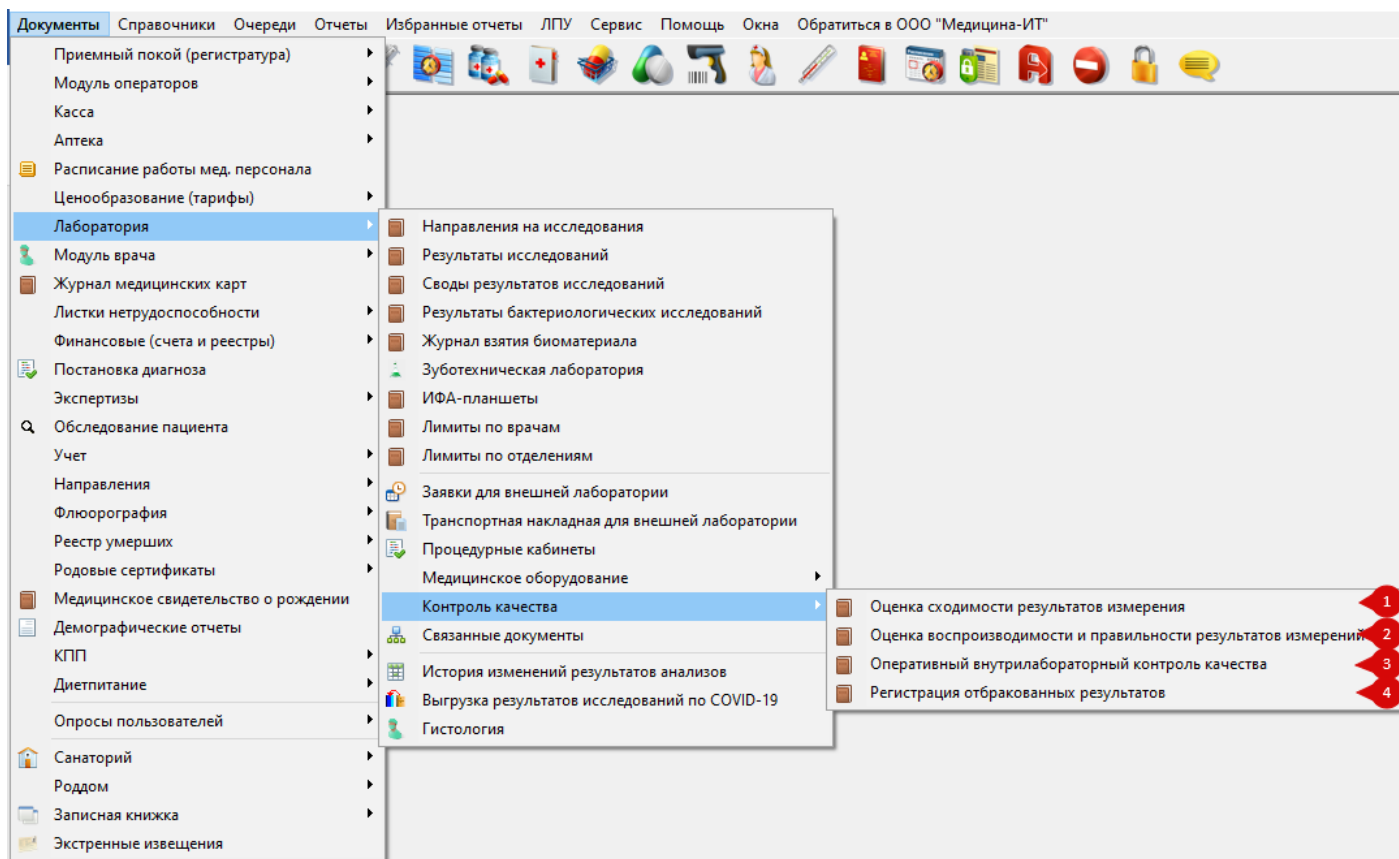 Документы Справочники Очереди Отчеты Избранные отчеты ЛПУ Сервис Помощь Окна Обратиться в ООО "Медицина-ИТ"
Приемный покой (регистратура)
Модуль операторов
Касса
Аптека
Расписание работы мед. персонала
Ценообразование (тарифы)
Лаборатория
Модуль врача
Журнал медицинских карт
Листки нетрудоспособности
Финансовые (счета и реестры)
Постановка диагноза
Экспертизы
Обследование пациента
Учет
Направления
Флюорография
Реестр умерших
Родовые сертификаты
Медицинское свидетельство о рождении
Демографические отчеты
КПП
Диетпитание
Опросы пользователей
Санаторий
Роддом
Записная книжка
Экстренные извещения
Направления на исследования
Результаты исследований
Своды результатов исследований
Результаты бактериологических исследований
Журнал взятия биоматериала
Зуботехническая лаборатория
ИФА-планшеты
Лимиты по врачам
Лимиты по отделениям
Заявки для внешней лаборатории
Транспортная накладная для внешней лаборатории
Процедурные кабинеты
Медицинское оборудование
Контроль качества
Связанные документы
История изменений результатов анализов
Выгрузка результатов исследований по COVID-19
Гистология
Оценка сходимости результатов измерения 1
Оценка воспроизводимости и правильности результатов измерений 2
Оперативный внутрилабораторный контроль качества 3
Регистрация отбракованных результатов 4